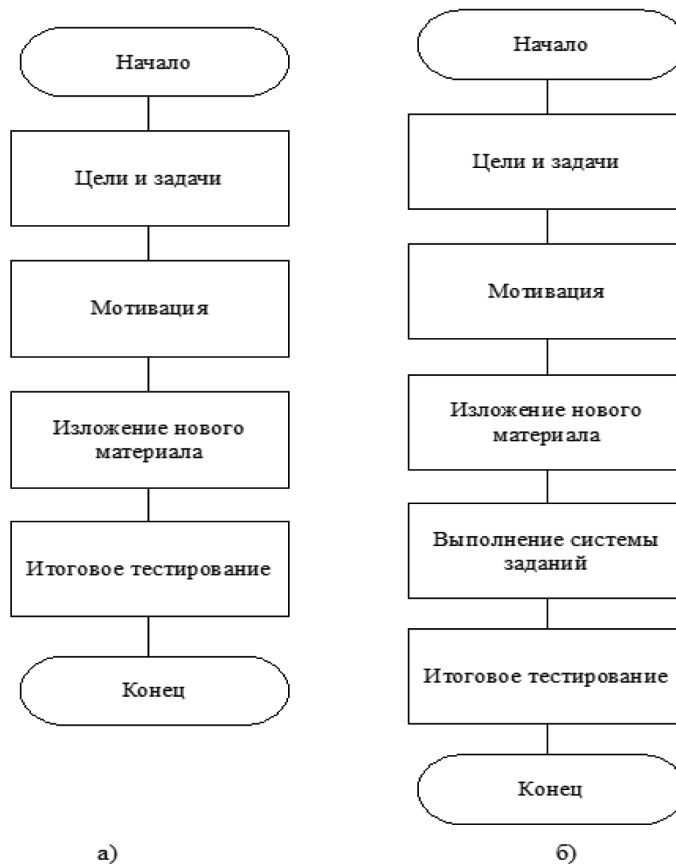 Начало
Цели и задачи
Мотивация
Изложение нового
материала
Итоговое тестирование
Конец
а)
Начало
Цели и задачи
Мотивация
Изложение нового
материала
Выполнение системы
заданий
Итоговое тестирование
Конец
б)